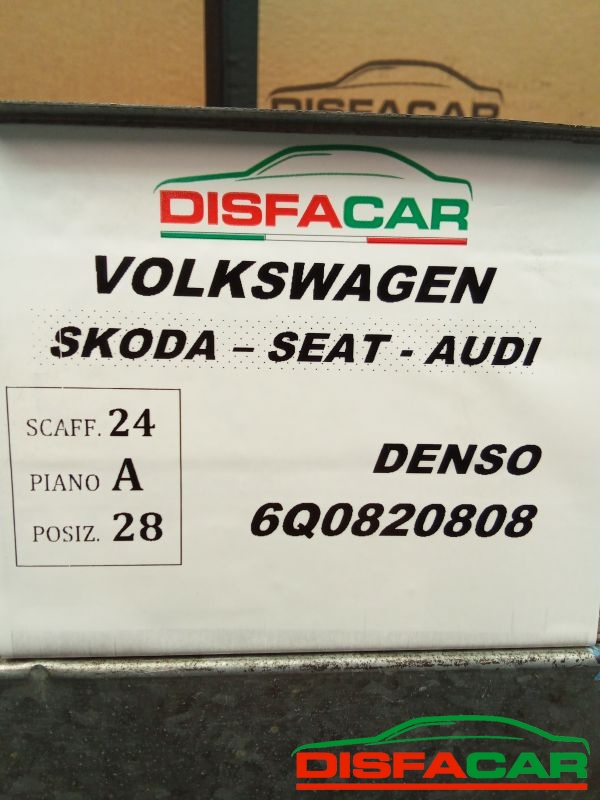 DISFACAR
DISFACAR
VOLKSWAGEN
SKODA – SEAT - AUDI
SCAFF. 24
PIANO A
POSIZ. 28
DENSO
6Q0820808
DISFACAR